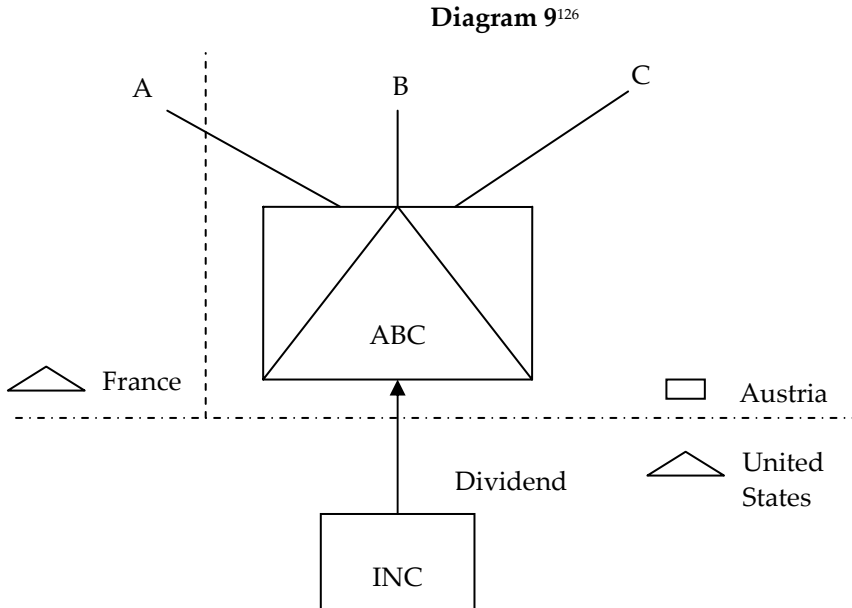 Diagram 9126
A
B
C
ABC
France
Austria
Dividend
United
States
INC